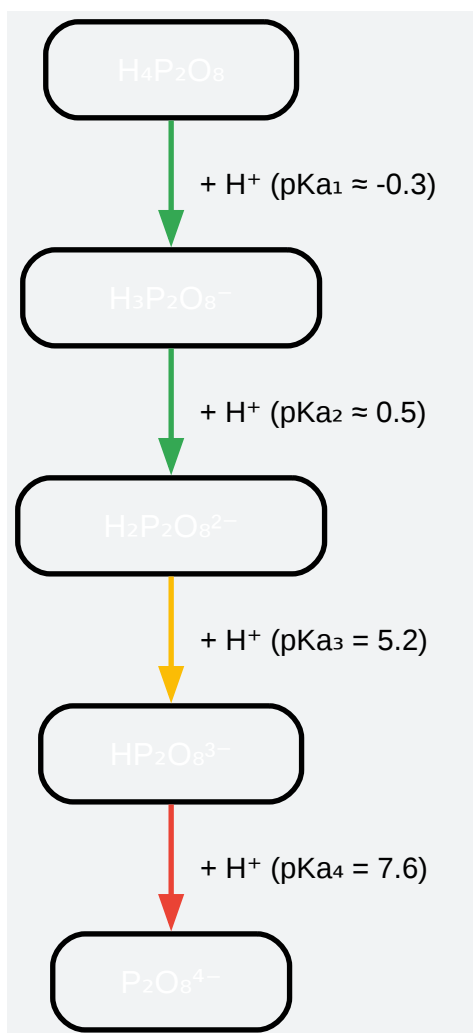 H₄P₂O₈
+ H⁺ (pKa₁ ≈ -0.3)
H₃P₂O₈⁻
+ H⁺ (pKa₂ ≈ 0.5)
H₂P₂O₈²⁻
+ H⁺ (pKa₃ = 5.2)
HP₂O₈³⁻
+ H⁺ (pKa₄ = 7.6)
P₂O₈⁴⁻